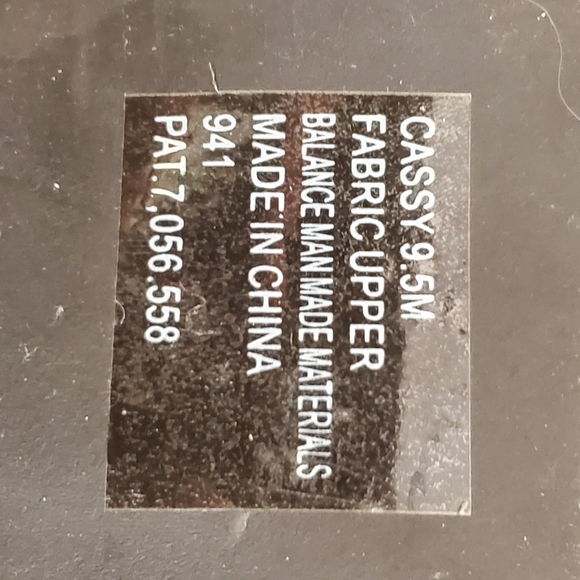 CASSY 9.5M
FABRIC UPPER
BALANCE MAN MADE MATERIALS
MADE IN CHINA
941
PAT.7,056.558